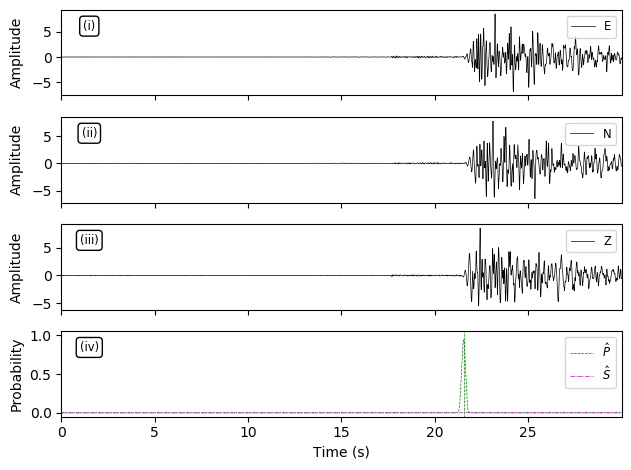 (i)
E
Amplitude
5
0
−5
(ii)
N
Amplitude
5
0
−5
(iii)
Z
Amplitude
5
0
−5
(iv)
P̂
Ŝ
Probability
1.0
0.5
0.0
0 5 10 15 20 25
Time (s)